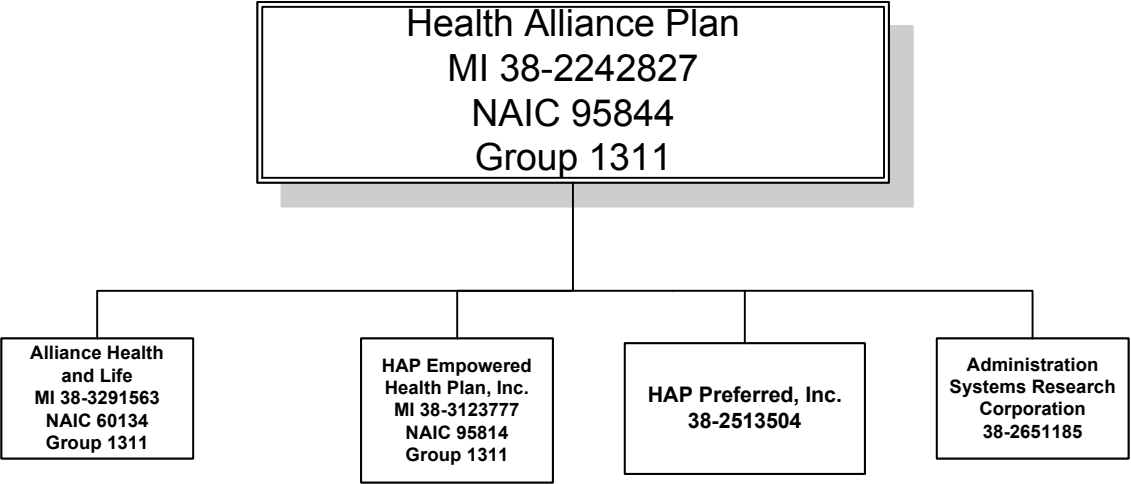 Health Alliance Plan
MI 38-2242827
NAIC 95844
Group 1311
Alliance Health
and Life
MI 38-3291563
NAIC 60134
Group 1311
HAP Empowered
Health Plan, Inc.
MI 38-3123777
NAIC 95814
Group 1311
HAP Preferred, Inc.
38-2513504
Administration
Systems Research
Corporation
38-2651185